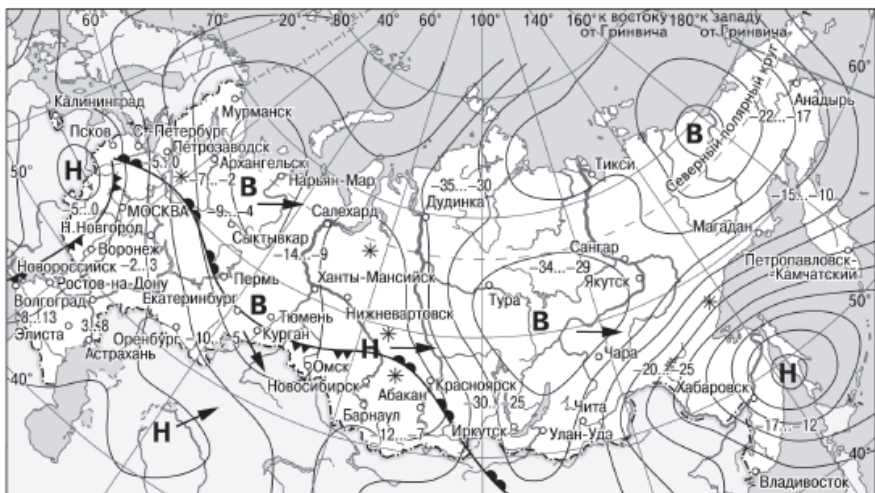 60° 70° 20° 80° 40° 60° 100° 140° 160° к востоку 180° к западу
от Гринвича от Гринвича
60°
Северный полярный круг
Калининград
Мурманск
Анадырь
-22...-17
В
Псков
С.-Петербург
Петрозаводск
-5...0
Архангельск
50°
Н
-7...-2
В
Нарьян-Мар
-35...-30
Дудинка
Тикси
-15...-10
5...0
МОСКВА
-9...-4
Салехард
Магадан
Н.Новгород
Сыктывкар
-14...-9
Сангар
Петропавловск-
-Камчатский
Воронеж
-2...3
Пермь
Ханты-Мансийск
-34...-29
Якутск
Новороссийск
Ростов-на-Дону
Екатеринбург
В
Тура
50°
Волгоград
Тюмень
Нижневартовск
В
8...13
Элиста
3...8
Астрахань
Оренбург
-10...-5
Курган
Н
Чара
40°
Омск
Новосибирск
-20...-25
Хабаровск
Н
Абакан
Красноярск
Барнаул
30...25
Чита
Н
12...-7
Иркутск
Улан-Удэ
-17...-12
40°
Владивосток